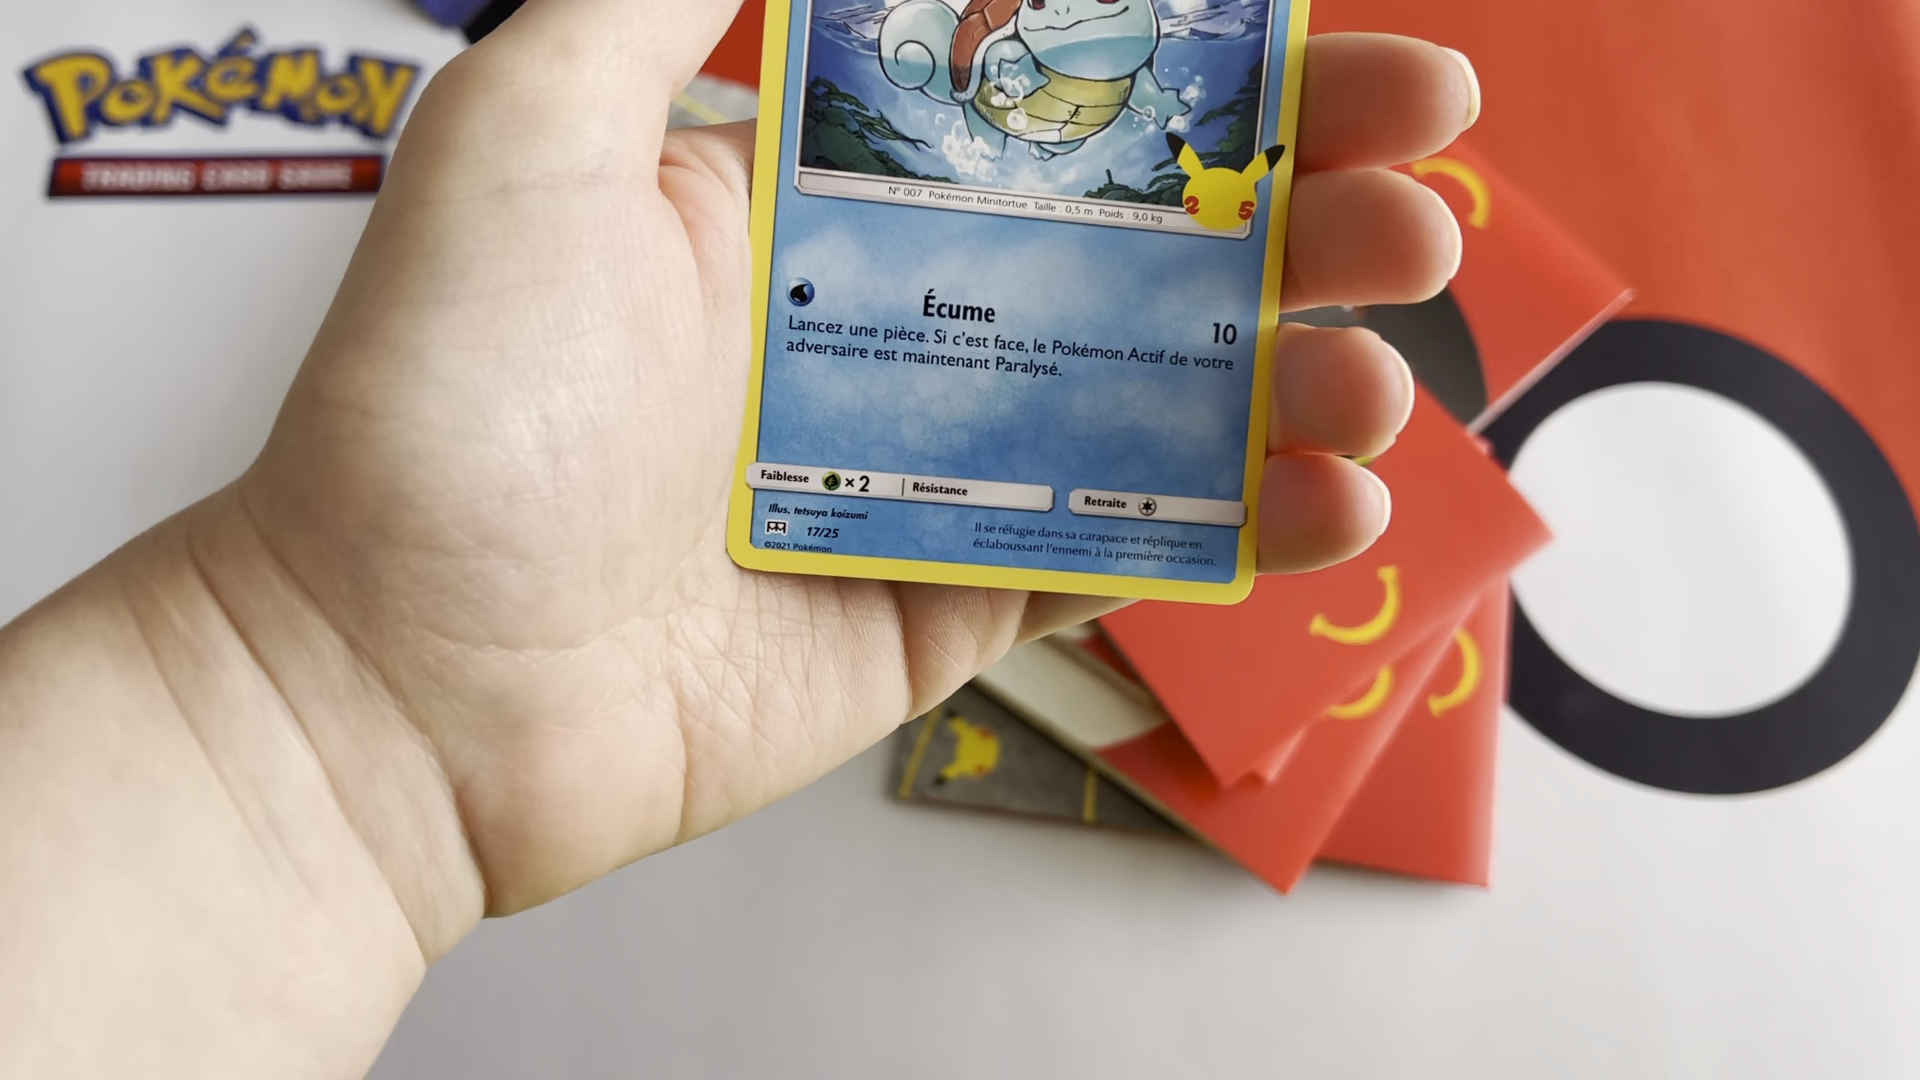 POKÉMON
TRADING CARD GAME
N° 007 Pokémon Minitortue Taille : 0,5 m Poids : 9,0 kg
2 5
Écume
10
Lancez une pièce. Si c'est face, le Pokémon Actif de votre
adversaire est maintenant Paralysé.
Faiblesse ×2 Résistance Retraite
Illus. tetsuya koizumi
17/25
©2021 Pokémon
Il se réfugie dans sa carapace et réplique en
éclaboussant l'ennemi à la première occasion.